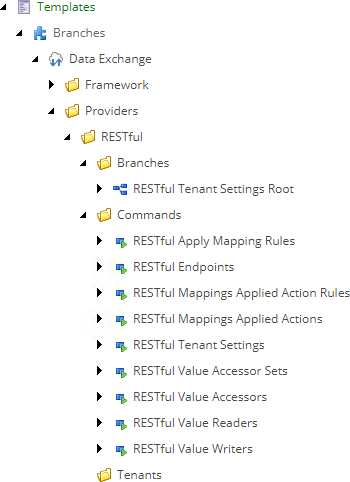 Templates
Branches
Data Exchange
Framework
Providers
RESTful
Branches
RESTful Tenant Settings Root
Commands
RESTful Apply Mapping Rules
RESTful Endpoints
RESTful Mappings Applied Action Rules
RESTful Mappings Applied Actions
RESTful Tenant Settings
RESTful Value Accessor Sets
RESTful Value Accessors
RESTful Value Readers
RESTful Value Writers
Tenants